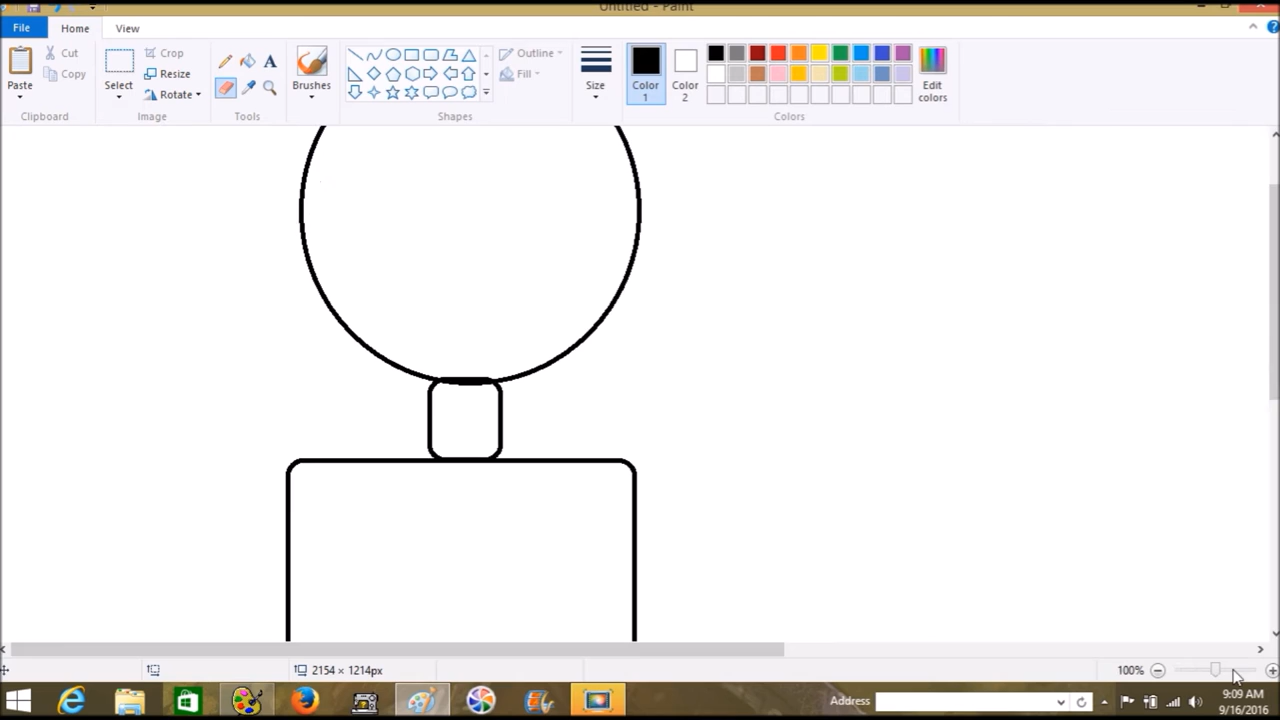 Untitled - Paint
File Home View
Cut Crop Outline
Copy Resize Fill
Paste Select Rotate Brushes Size Color 1 Color 2 Edit colors
Clipboard Image Tools Shapes Colors
2154 × 1214px 100%
Address 9:09 AM
9/16/2016